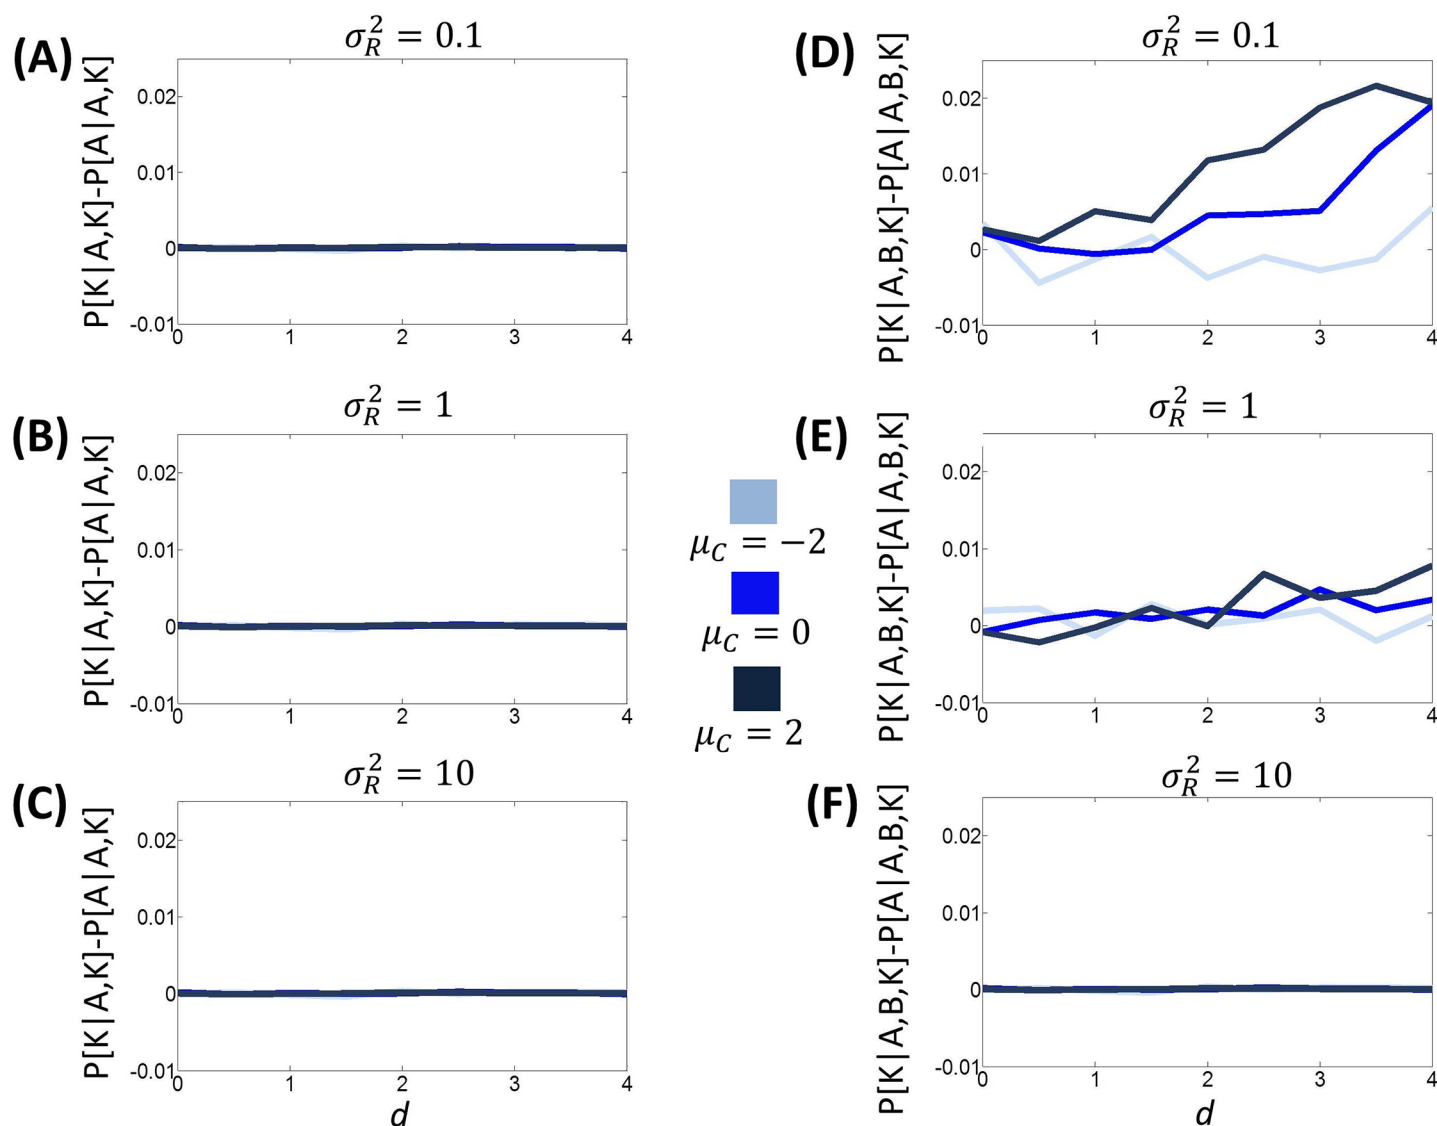 (A)
σ_R^2 = 0.1
P[K|A,K]-P[A|A,K]
0.02
0.01
0
-0.01
0 1 2 3 4
(D)
σ_R^2 = 0.1
P[K|A,B,K]-P[A|A,B,K]
0.02
0.01
0
-0.01
0 1 2 3 4
(B)
σ_R^2 = 1
P[K|A,K]-P[A|A,K]
0.02
0.01
0
-0.01
0 1 2 3 4
μ_C = −2
μ_C = 0
μ_C = 2
(E)
σ_R^2 = 1
P[K|A,B,K]-P[A|A,B,K]
0.02
0.01
0
-0.01
0 1 2 3 4
(C)
σ_R^2 = 10
P[K|A,K]-P[A|A,K]
0.02
0.01
0
-0.01
0 1 2 3 4
d
(F)
σ_R^2 = 10
P[K|A,B,K]-P[A|A,B,K]
0.02
0.01
0
-0.01
0 1 2 3 4
d